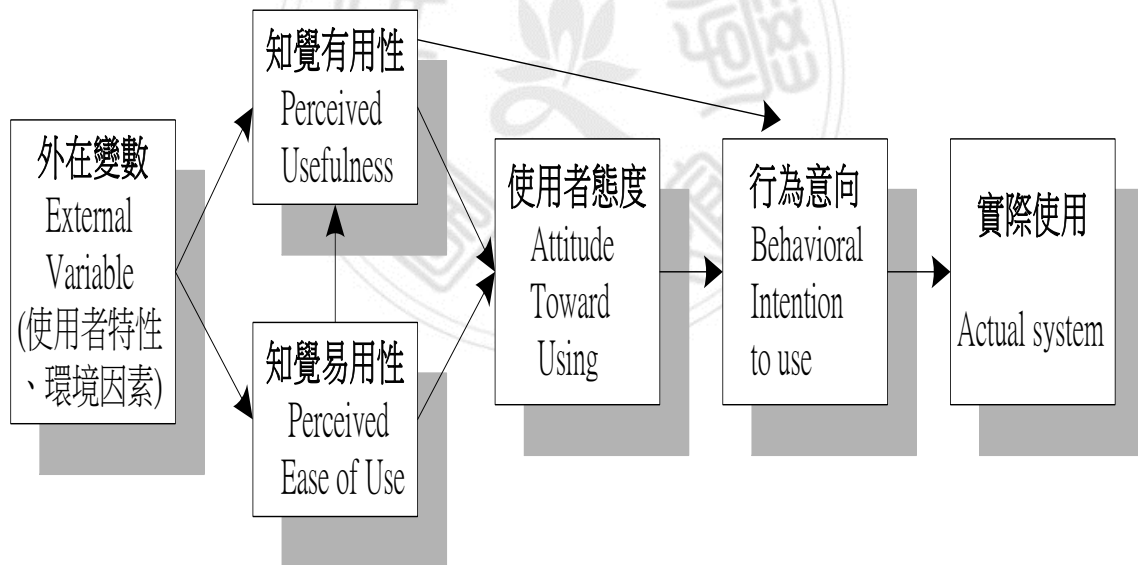 知覺有用性
Perceived
Usefulness
外在變數
External
Variable
(使用者特性
、環境因素)
知覺易用性
Perceived
Ease of Use
使用者態度
Attitude
Toward
Using
行為意向
Behavioral
Intention
to use
實際使用
Actual system